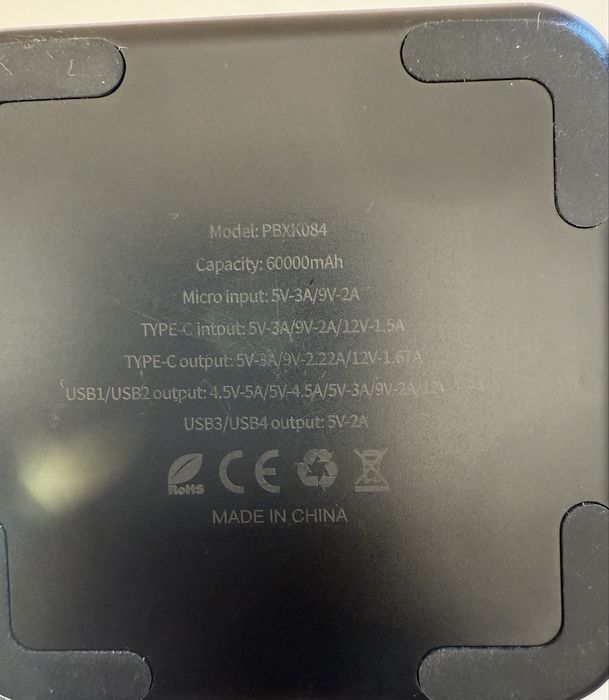 Model: PBXK084
Capacity: 60000mAh
Micro input: 5V-3A/9V-2A
TYPE-C intput: 5V-3A/9V-2A/12V-1.5A
TYPE-C output: 5V-3A/9V-2.22A/12V-1.67A
USB1/USB2 output: 4.5V-5A/5V-4.5A/5V-3A/9V-2A/
USB3/USB4 output: 5V-2A
RoHS CE
MADE IN CHINA